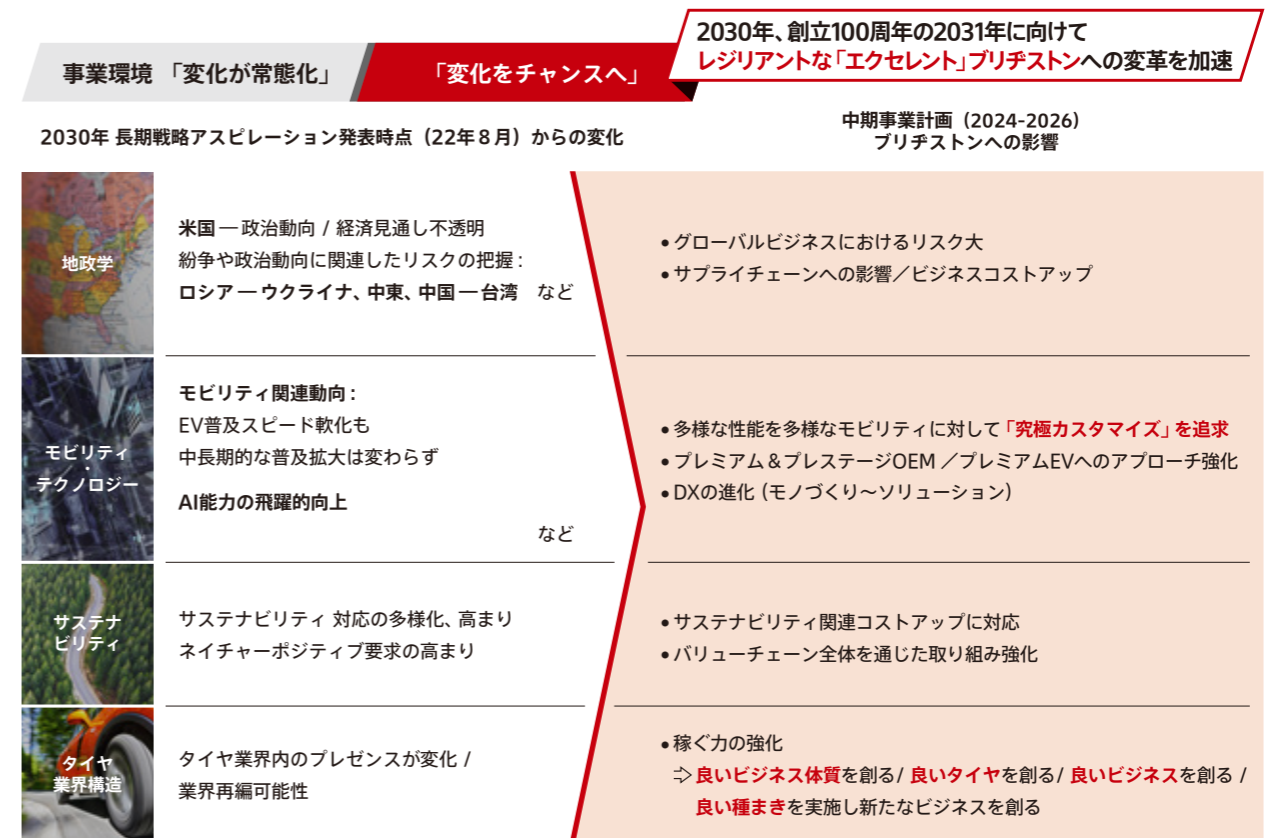 2030年、創立100周年の2031年に向けて
レジリアントな「エクセレント」ブリヂストンへの変革を加速
事業環境 「変化が常態化」
「変化をチャンスへ」
2030年 長期戦略アスピレーション発表時点（22年８月）からの変化
中期事業計画（2024-2026）
ブリヂストンへの影響
地政学
米国 ― 政治動向 / 経済見通し不透明
紛争や政治動向に関連したリスクの把握 :
ロシア ― ウクライナ、中東、中国 ― 台湾　など
• グローバルビジネスにおけるリスク大
• サプライチェーンへの影響／ビジネスコストアップ
モビリティ
・
テクノロジー
モビリティ関連動向 :
EV普及スピード軟化も
中長期的な普及拡大は変わらず
AI能力の飛躍的向上
など
• 多様な性能を多様なモビリティに対して「究極カスタマイズ」を追求
• プレミアム＆プレステージOEM ／プレミアムEVへのアプローチ強化
• DXの進化（モノづくり～ソリューション）
サステナ
ビリティ
サステナビリティ 対応の多様化、高まり
ネイチャーポジティブ要求の高まり
• サステナビリティ関連コストアップに対応
• バリューチェーン全体を通じた取り組み強化
タイヤ
業界構造
タイヤ業界内のプレゼンスが変化 /
業界再編可能性
• 稼ぐ力の強化
⇨ 良いビジネス体質を創る / 良いタイヤを創る / 良いビジネスを創る /
良い種まきを実施し新たなビジネスを創る